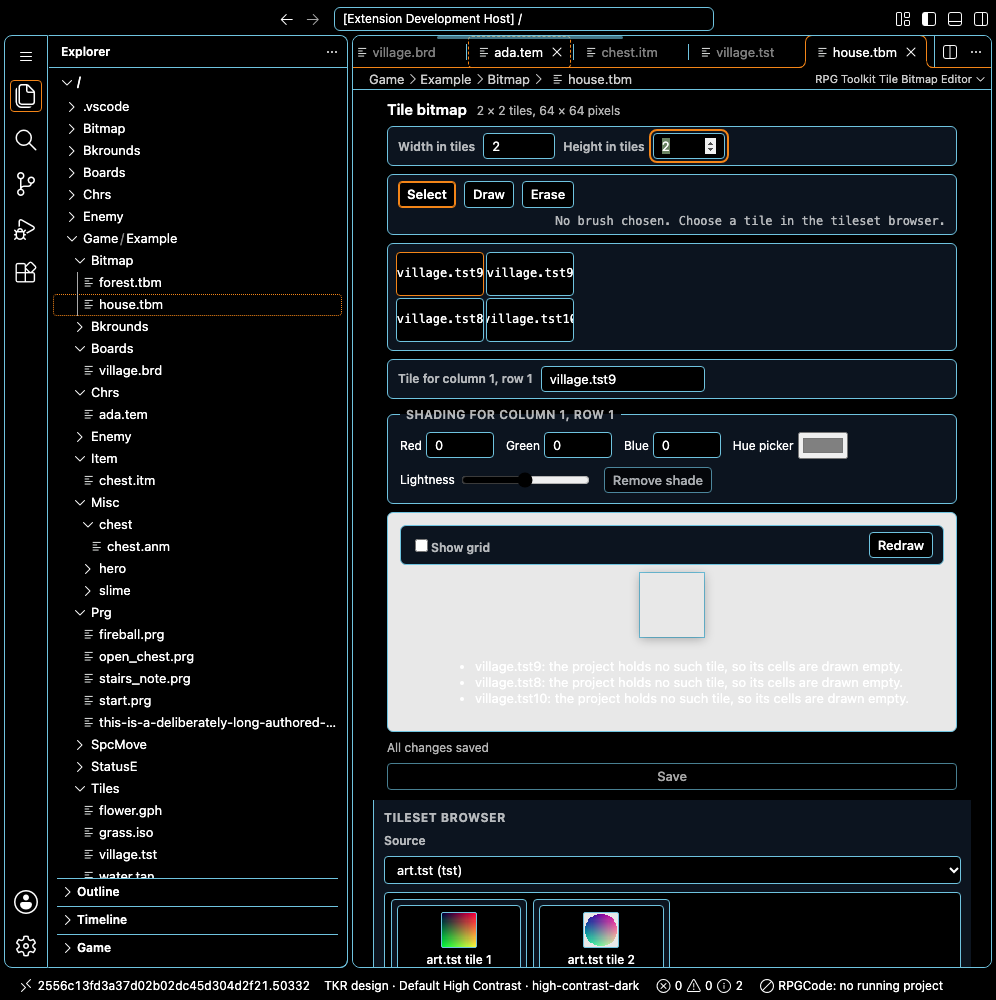 [Extension Development Host] /
Explorer
village.brd
ada.tem
chest.itm
village.tst
house.tbm
Game
Example
Bitmap
house.tbm
RPG Toolkit Tile Bitmap Editor
/
.vscode
Bitmap
Bkrounds
Boards
Chrs
Enemy
Game/Example
Bitmap
forest.tbm
house.tbm
Bkrounds
Boards
village.brd
Chrs
ada.tem
Enemy
Item
chest.itm
Misc
chest
chest.anm
hero
slime
Prg
fireball.prg
open_chest.prg
stairs_note.prg
start.prg
this-is-a-deliberately-long-authored-...
SpcMove
StatusE
Tiles
flower.gph
grass.iso
village.tst
water.tan
Outline
Timeline
Game
Tile bitmap 2 × 2 tiles, 64 × 64 pixels
Width in tiles 2 Height in tiles 2
Select Draw Erase
No brush chosen. Choose a tile in the tileset browser.
village.tst9 village.tst9
village.tst8 village.tst10
Tile for column 1, row 1 village.tst9
SHADING FOR COLUMN 1, ROW 1
Red 0 Green 0 Blue 0 Hue picker
Lightness Remove shade
Show grid Redraw
• village.tst9: the project holds no such tile, so its cells are drawn empty.
• village.tst8: the project holds no such tile, so its cells are drawn empty.
• village.tst10: the project holds no such tile, so its cells are drawn empty.
All changes saved
Save
TILESET BROWSER
Source
art.tst (tst)
art.tst tile 1 art.tst tile 2
2556c13fd3a37d02b02dc45d304d2f21.50332 TKR design · Default High Contrast · high-contrast-dark 0 0 2 RPGCode: no running project